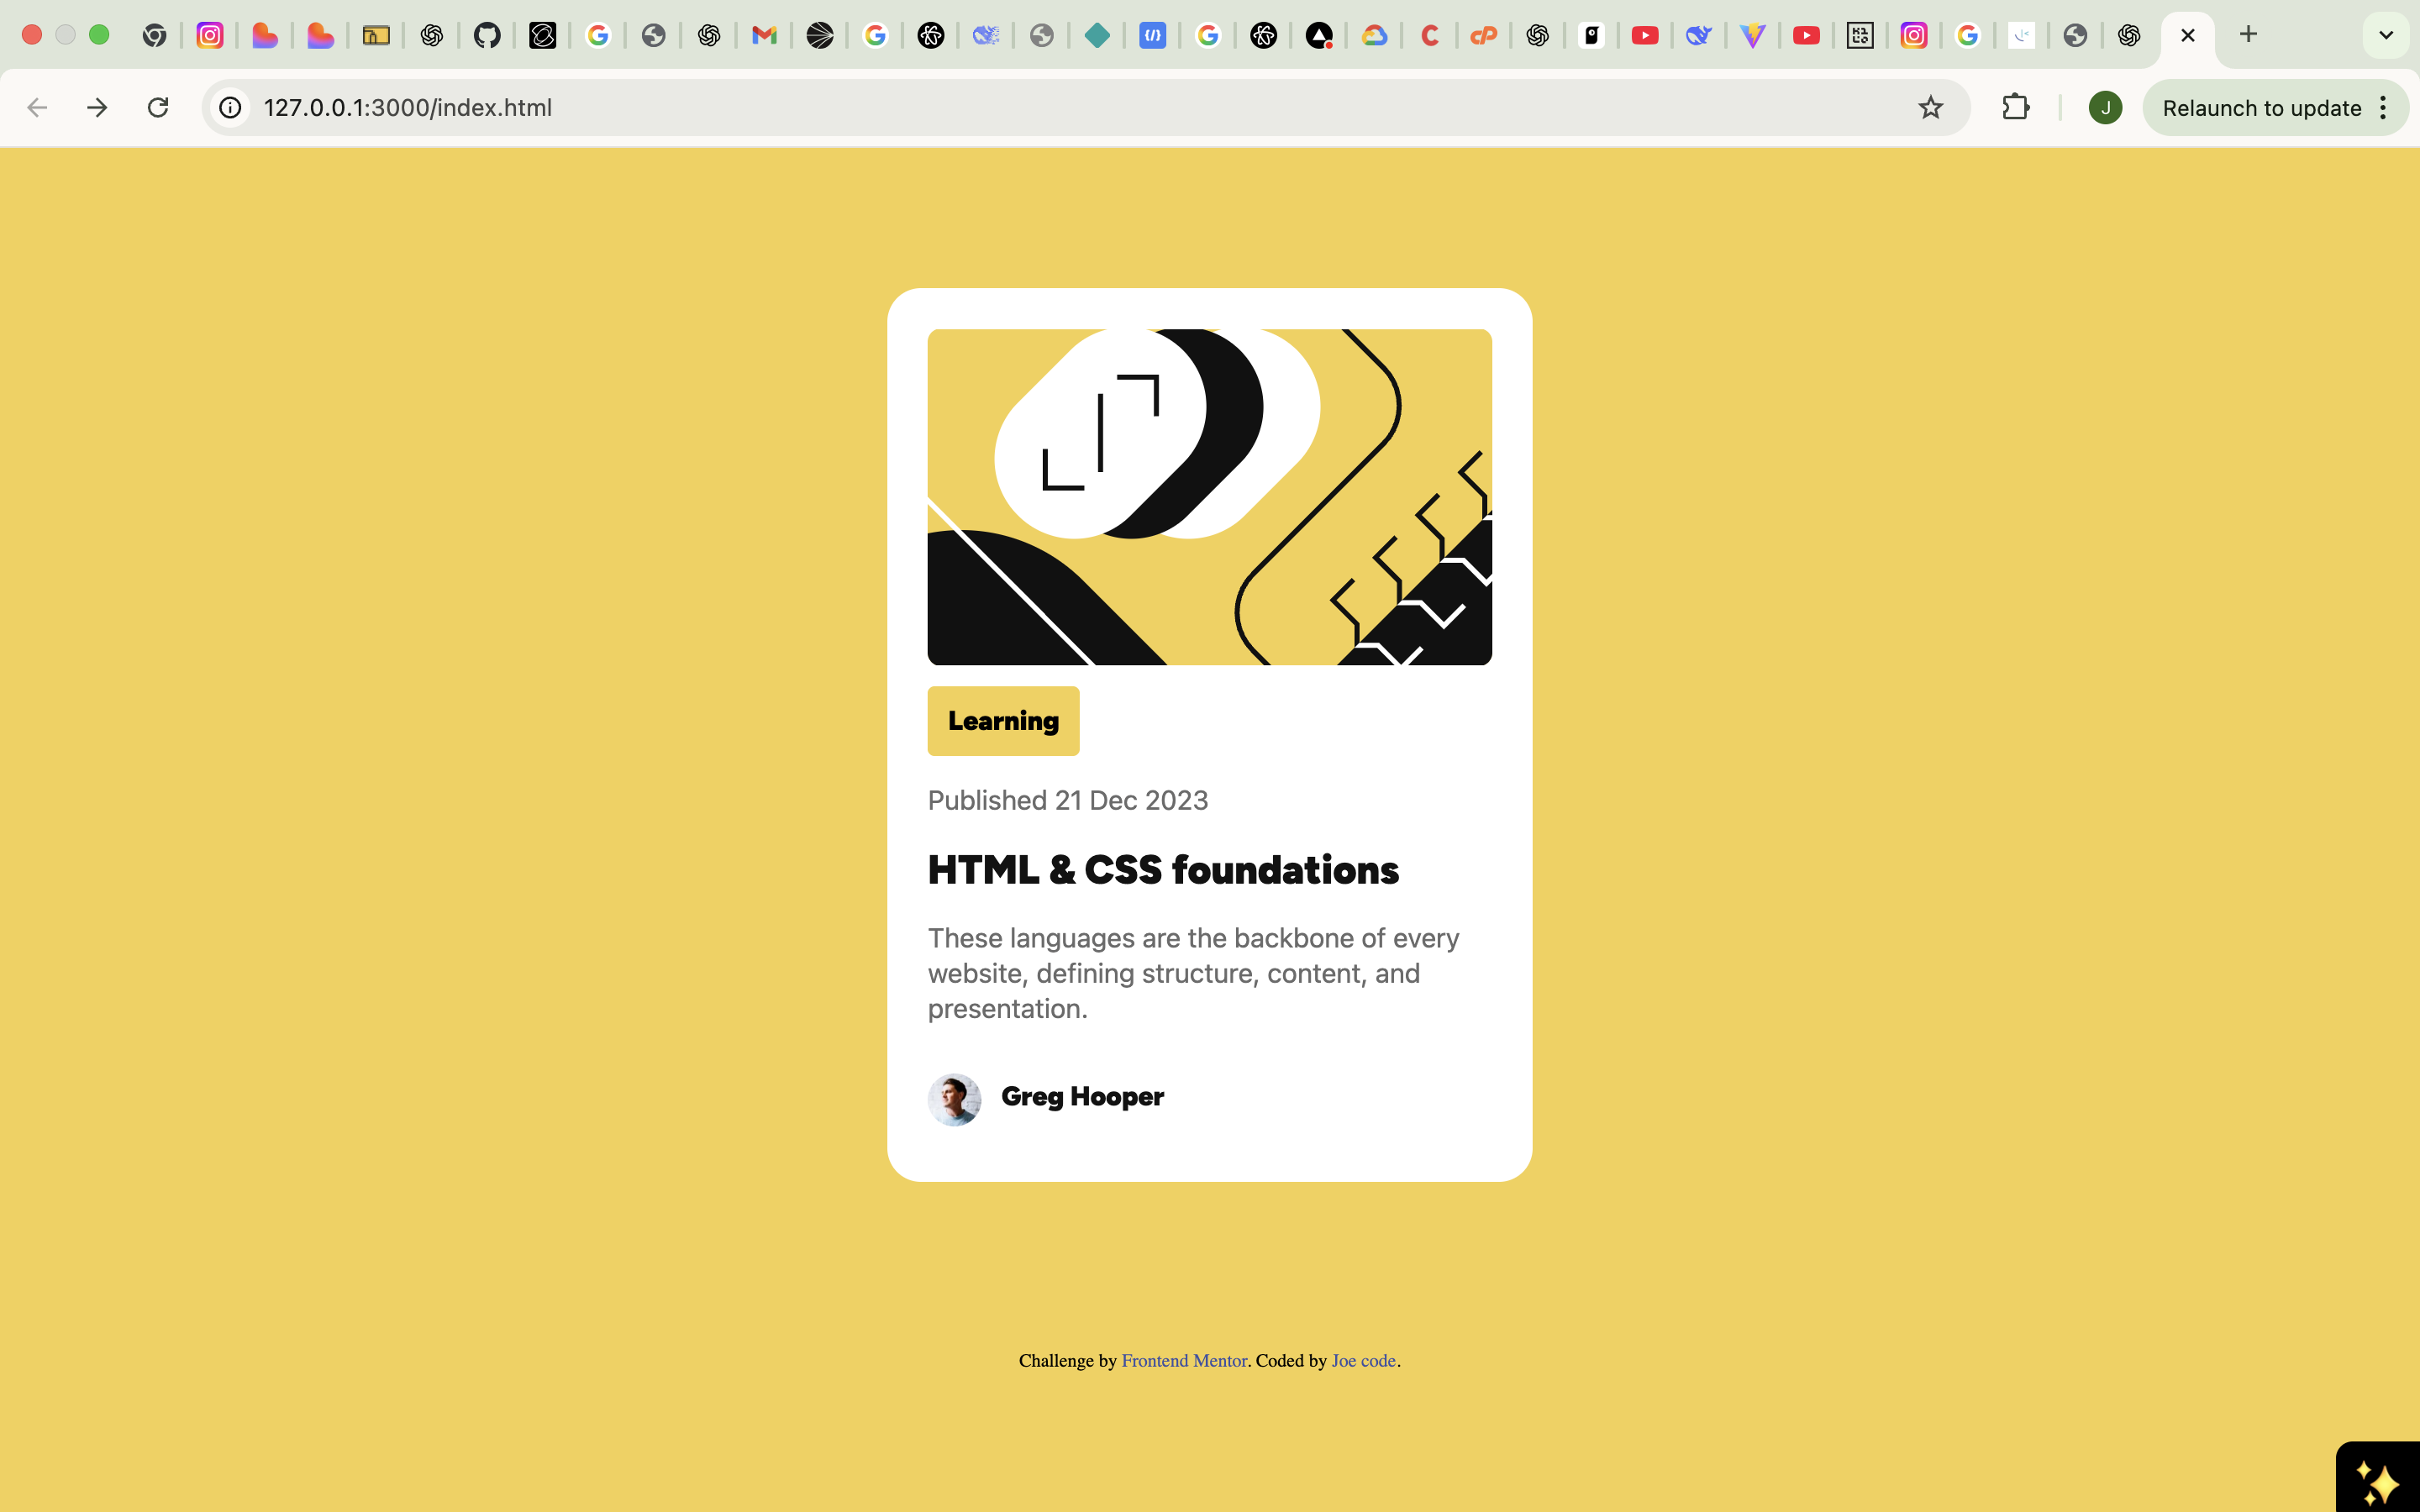 127.0.0.1:3000/index.html
J
Relaunch to update
Learning
Published 21 Dec 2023
HTML & CSS foundations
These languages are the backbone of every
website, defining structure, content, and
presentation.
Greg Hooper
Challenge by Frontend Mentor. Coded by Joe code.